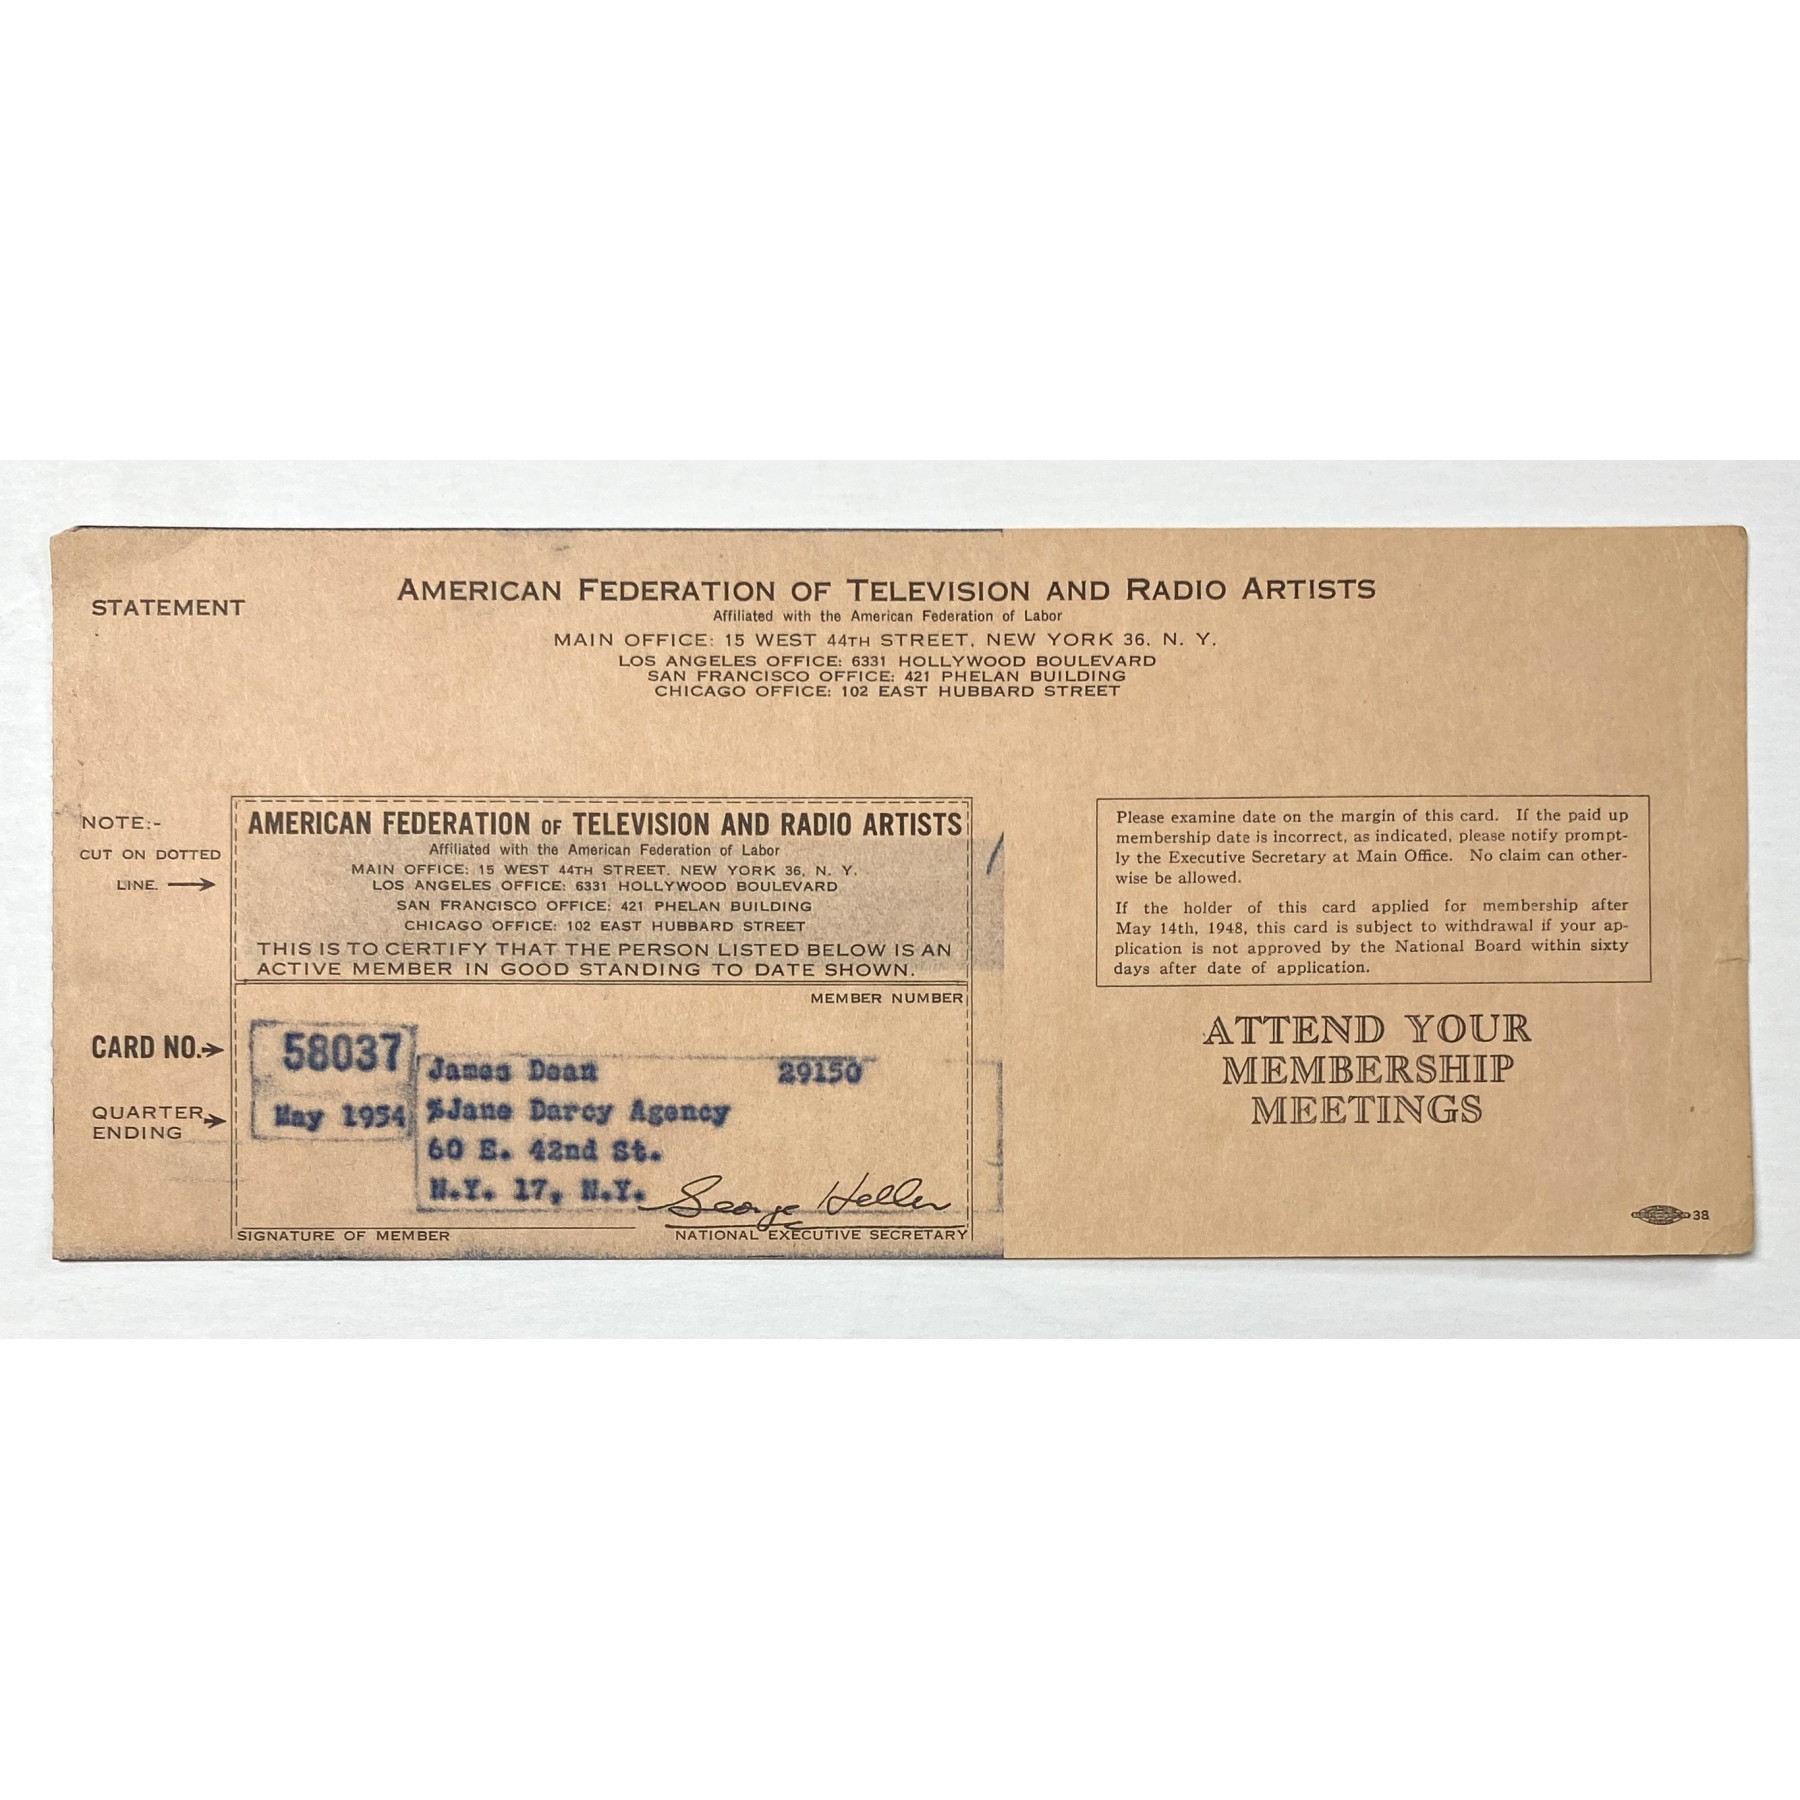 STATEMENT
AMERICAN FEDERATION OF TELEVISION AND RADIO ARTISTS
Affiliated with the American Federation of Labor
MAIN OFFICE: 15 WEST 44TH STREET, NEW YORK 36, N. Y.
LOS ANGELES OFFICE: 6331 HOLLYWOOD BOULEVARD
SAN FRANCISCO OFFICE: 421 PHELAN BUILDING
CHICAGO OFFICE: 102 EAST HUBBARD STREET
NOTE:-
CUT ON DOTTED
LINE.
AMERICAN FEDERATION OF TELEVISION AND RADIO ARTISTS
Affiliated with the American Federation of Labor
MAIN OFFICE: 15 WEST 44TH STREET, NEW YORK 36, N. Y.
LOS ANGELES OFFICE: 6331 HOLLYWOOD BOULEVARD
SAN FRANCISCO OFFICE: 421 PHELAN BUILDING
CHICAGO OFFICE: 102 EAST HUBBARD STREET
THIS IS TO CERTIFY THAT THE PERSON LISTED BELOW IS AN
ACTIVE MEMBER IN GOOD STANDING TO DATE SHOWN.
MEMBER NUMBER
CARD NO.
58037
QUARTER
ENDING
May 1954
James Dean 29150
%Jane Darcy Agency
60 E. 42nd St.
N.Y. 17, N.Y.
George Heller
SIGNATURE OF MEMBER
NATIONAL EXECUTIVE SECRETARY
Please examine date on the margin of this card. If the paid up
membership date is incorrect, as indicated, please notify prompt-
ly the Executive Secretary at Main Office. No claim can other-
wise be allowed.
If the holder of this card applied for membership after
May 14th, 1948, this card is subject to withdrawal if your ap-
plication is not approved by the National Board within sixty
days after date of application.
ATTEND YOUR
MEMBERSHIP
MEETINGS
38